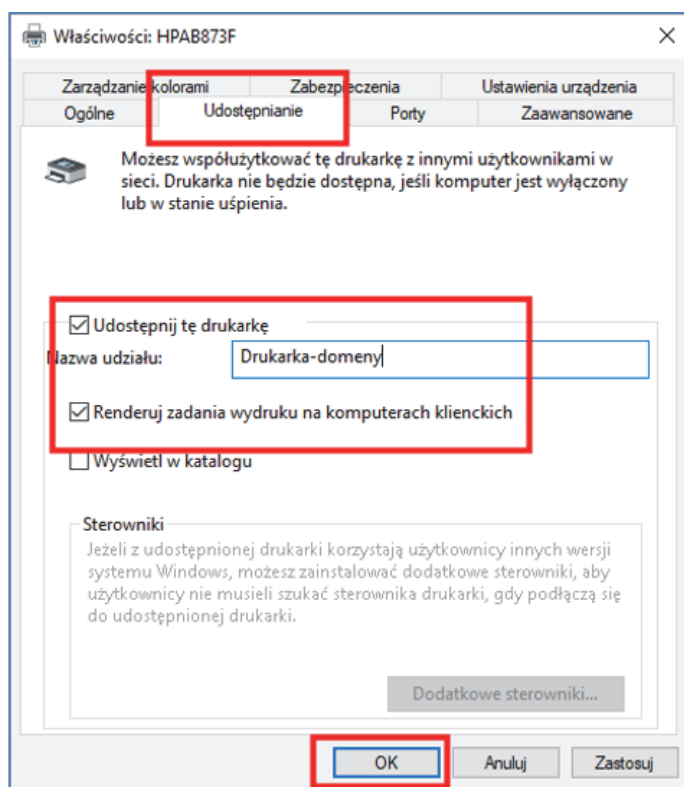 Właściwości: HPAB873F
Zarządzanie kolorami Zabezpieczenia Ustawienia urządzenia
Ogólne Udostępnianie Porty Zaawansowane
Możesz współużytkować tę drukarkę z innymi użytkownikami w
sieci. Drukarka nie będzie dostępna, jeśli komputer jest wyłączony
lub w stanie uśpienia.
Udostępnij tę drukarkę
Nazwa udziału: Drukarka-domeny
Renderuj zadania wydruku na komputerach klienckich
Wyświetl w katalogu
Sterowniki
Jeżeli z udostępnionej drukarki korzystają użytkownicy innych wersji
systemu Windows, możesz zainstalować dodatkowe sterowniki, aby
użytkownicy nie musieli szukać sterownika drukarki, gdy podłączą się
do udostępnionej drukarki.
Dodatkowe sterowniki...
OK Anuluj Zastosuj